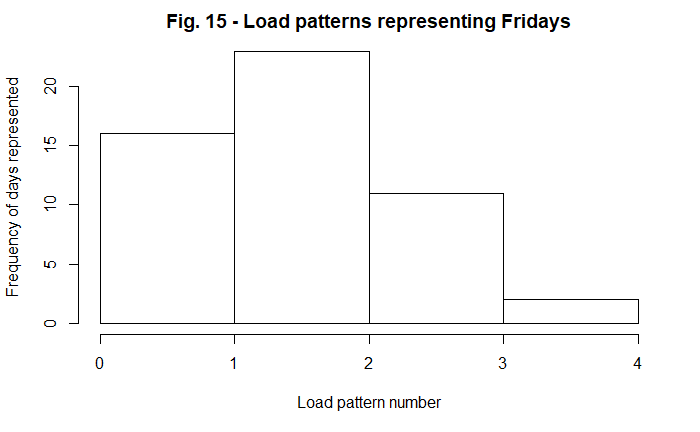 Fig. 15 - Load patterns representing Fridays
Frequency of days represented
20
15
10
5
0
0 1 2 3 4
Load pattern number